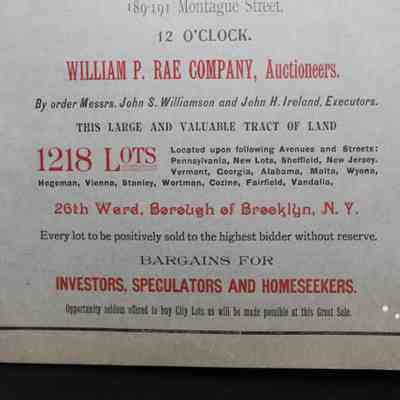 189-191 Montague Street,
12 O'CLOCK.
WILLIAM P. RAE COMPANY, Auctioneers.
By order Messrs. John S. Williamson and John H. Ireland, Executors.
THIS LARGE AND VALUABLE TRACT OF LAND
1218 LOTS
Located upon following Avenues and Streets:
Pennsylvania, New Lots, Sheffield, New Jersey.
Vermont, Georgia, Alabama, Malta, Wyona,
Hegeman, Vienna, Stanley, Wortman, Cozine, Fairfield, Vandalia,
26th Ward, Borough of Brooklyn, N. Y.
Every lot to be positively sold to the highest bidder without reserve.
BARGAINS FOR
INVESTORS, SPECULATORS AND HOMESEEKERS.
Opportunity seldom offered to buy City Lots as will be made possible at this Great Sale.